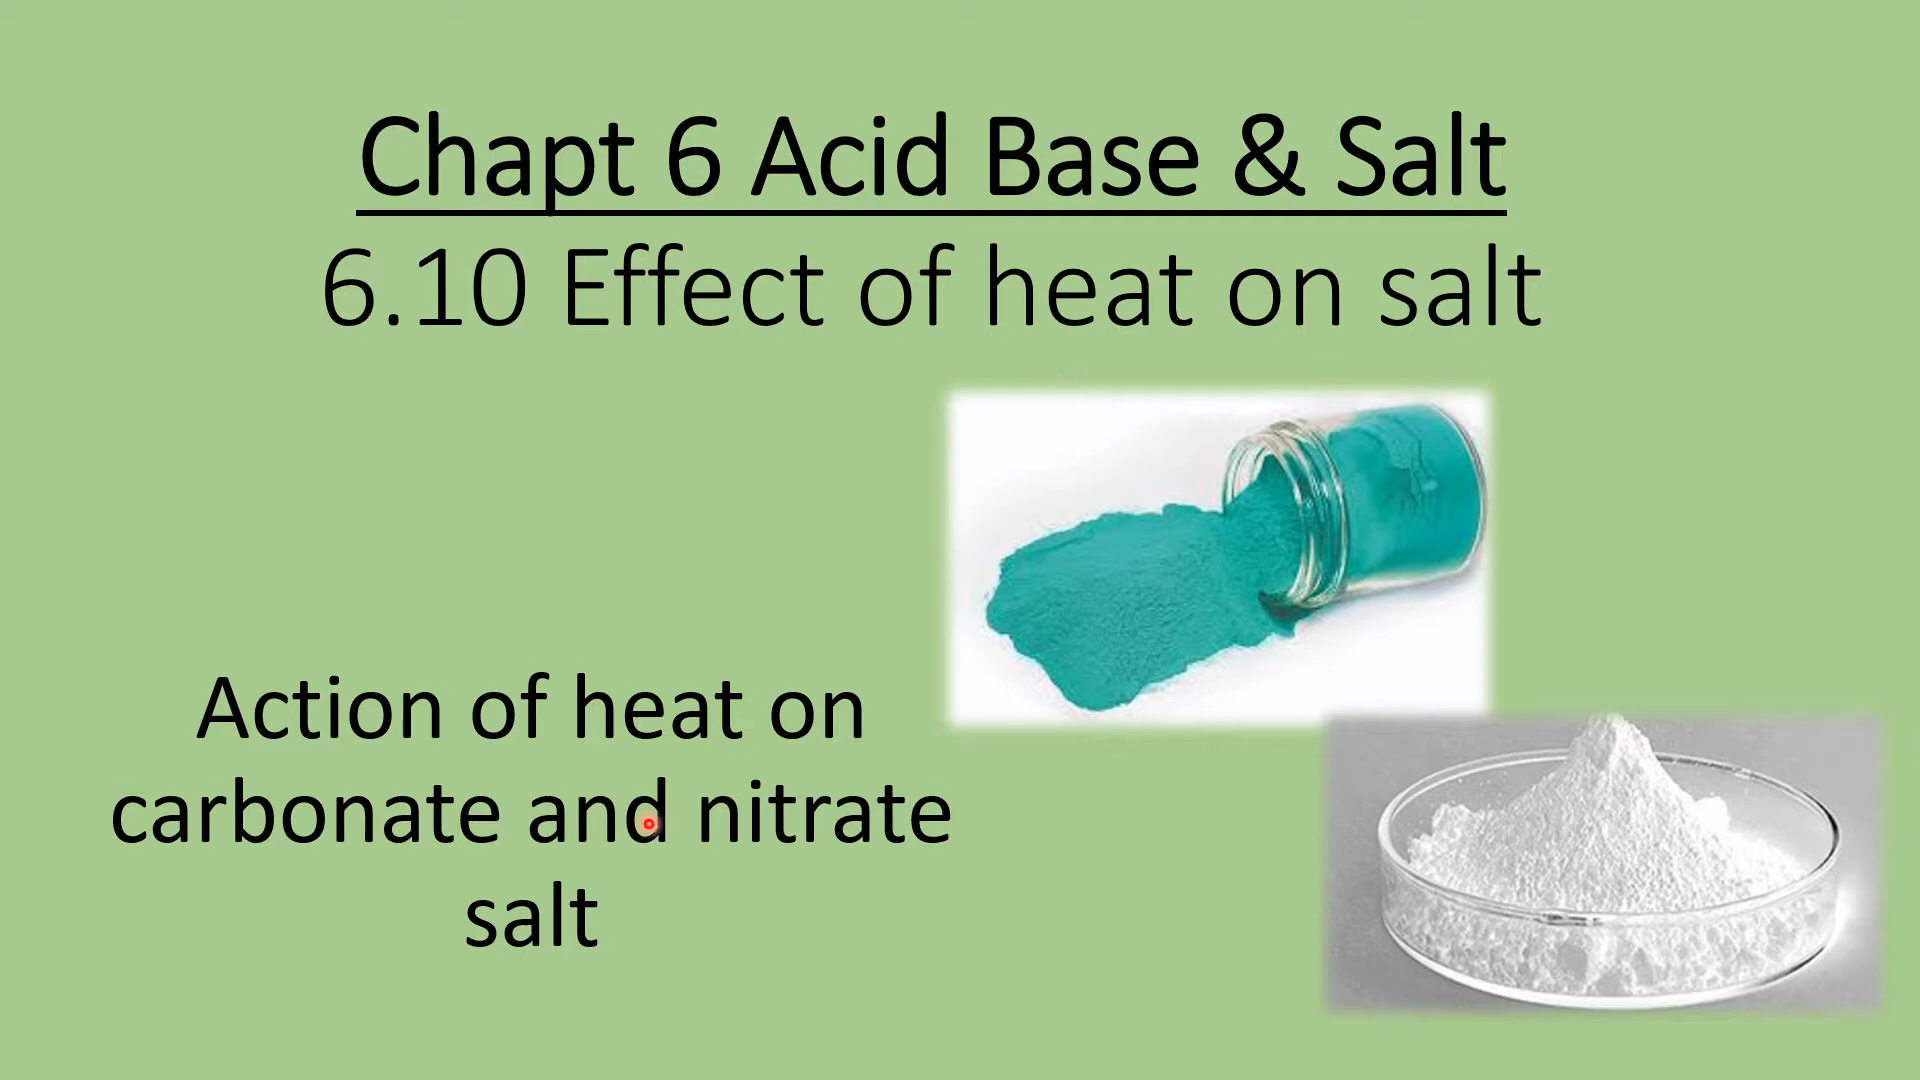 Chapt 6 Acid Base & Salt
6.10 Effect of heat on salt
Action of heat on
carbonate and nitrate
salt